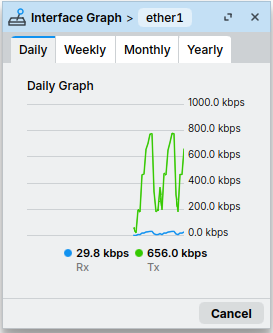 Interface Graph > ether1
Daily Weekly Monthly Yearly
Daily Graph
1000.0 kbps
800.0 kbps
600.0 kbps
400.0 kbps
200.0 kbps
0.0 kbps
29.8 kbps 656.0 kbps
Rx Tx
Cancel